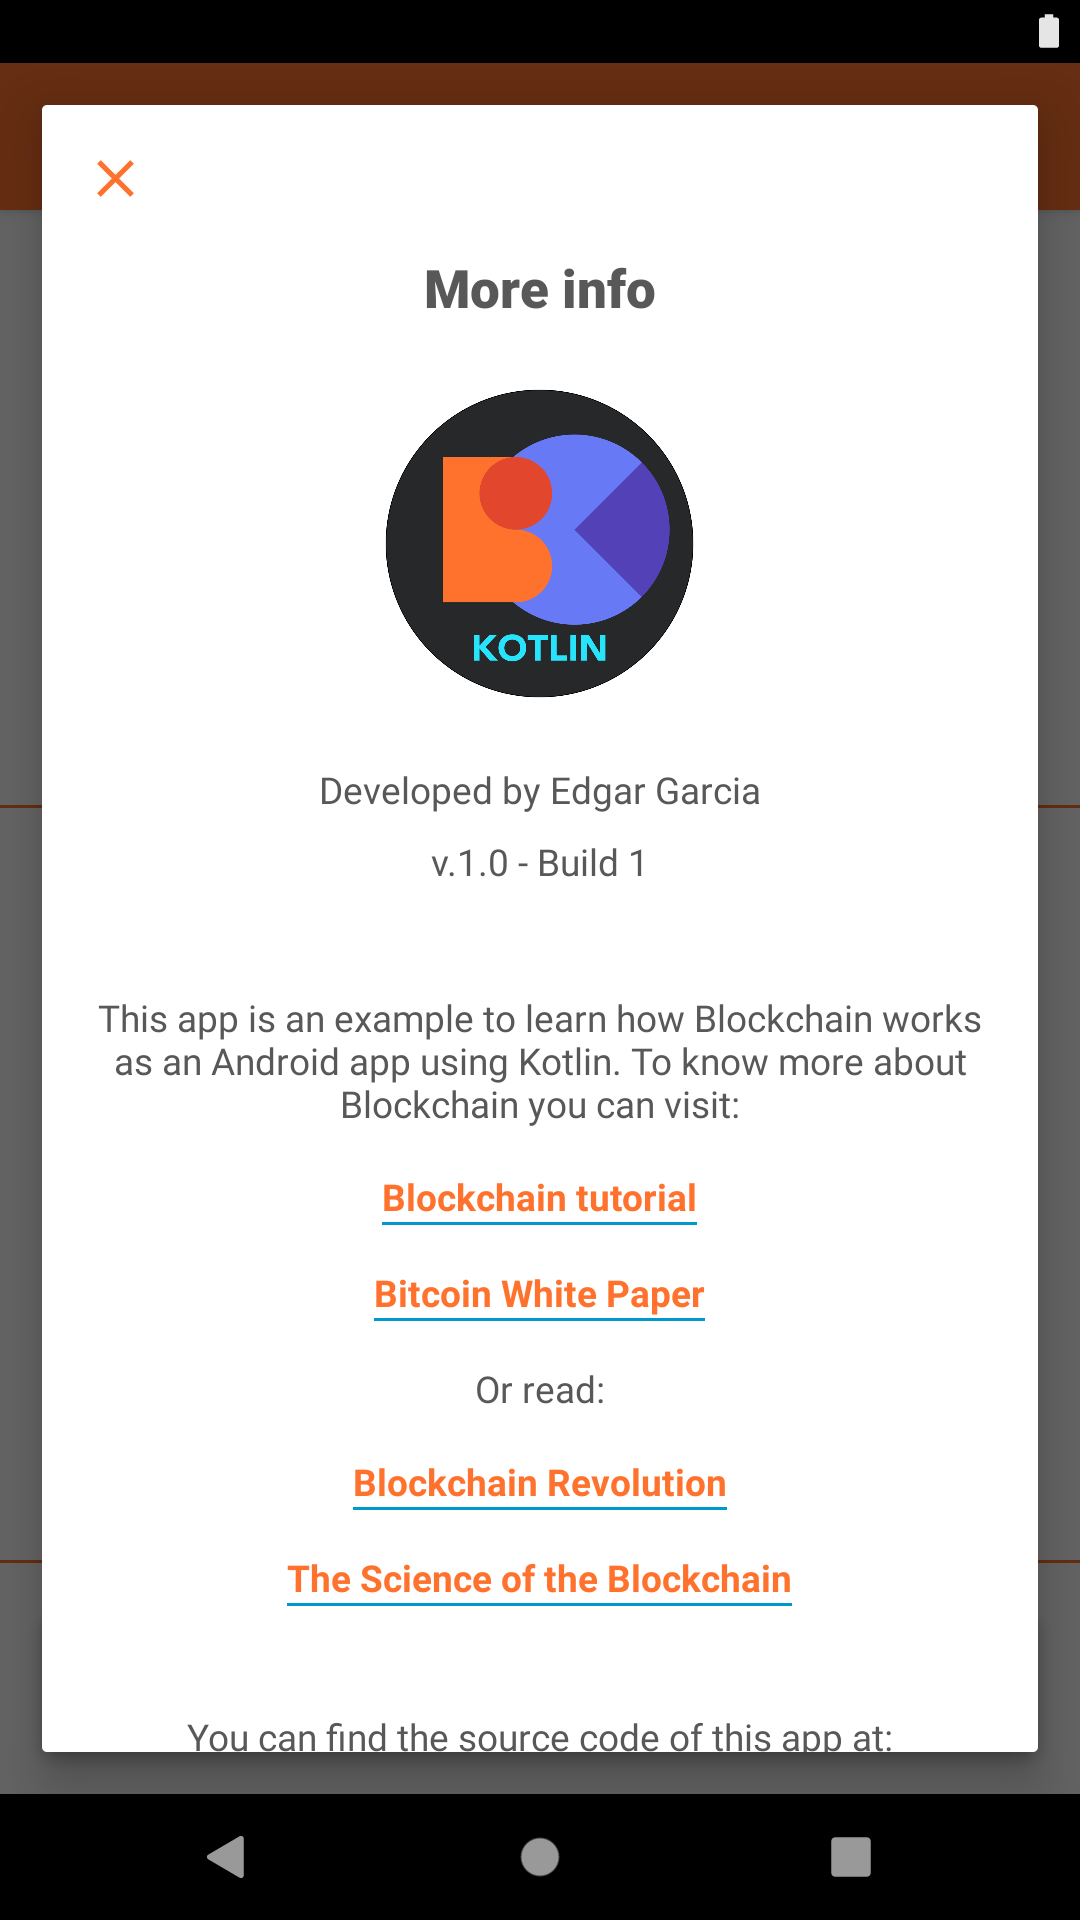 More info
KOTLIN
Developed by Edgar Garcia
v.1.0 - Build 1
This app is an example to learn how Blockchain works
as an Android app using Kotlin. To know more about
Blockchain you can visit:
Blockchain tutorial
Bitcoin White Paper
Or read:
Blockchain Revolution
The Science of the Blockchain
You can find the source code of this app at: